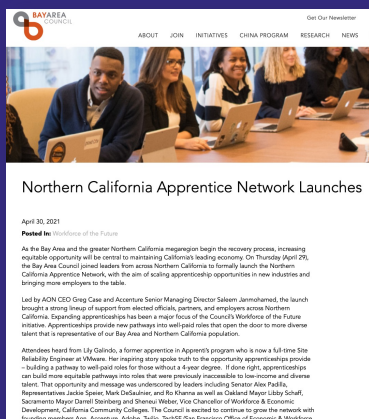 BAYAREA
COUNCIL
Get Our Newsletter
ABOUT JOIN INITIATIVES CHINA PROGRAM RESEARCH NEWS
Northern California Apprentice Network Launches
April 30, 2021
Posted In: Workforce of the Future
As the Bay Area and the greater Northern California megaregion begin the recovery process, increasing
equitable opportunity will be central to maintaining California's leading economy. On Thursday (April 29),
the Bay Area Council joined leaders from across Northern California to formally launch the Northern
California Apprentice Network, with the aim of scaling apprenticeship opportunities in new industries and
bringing more employers to the table.
Led by AON CEO Greg Case and Accenture Senior Managing Director Saleem Janmohamed, the launch
brought a strong lineup of support from elected officials, partners, and employers across Northern
California. Expanding apprenticeships has been a major focus of the Council's Workforce of the Future
initiative. Apprenticeships provide new pathways into well-paid roles that open the door to more diverse
talent that is representative of our Bay Area and Northern California population.
Attendees heard from Lily Galindo, a former apprentice in Apprenti's program who is now a full-time Site
Reliability Engineer at VMware. Her inspiring story spoke truth to the opportunity apprenticeships provide
– building a pathway to well-paid roles for those without a 4-year degree. If done right, apprenticeships
can build more equitable pathways into roles that were previously inaccessible to low-income and diverse
talent. That opportunity and message was underscored by leaders including Senator Alex Padilla,
Representatives Jackie Speier, Mark DeSaulnier, and Ro Khanna as well as Oakland Mayor Libby Schaff,
Sacramento Mayor Darrell Steinberg and Sheneui Weber, Vice Chancellor of Workforce & Economic
Development, California Community Colleges. The Council is excited to continue to grow the network with
founding members Aon, Accenture, Adobe, Twilio, TechSF (San Francisco Office of Economic & Workforce